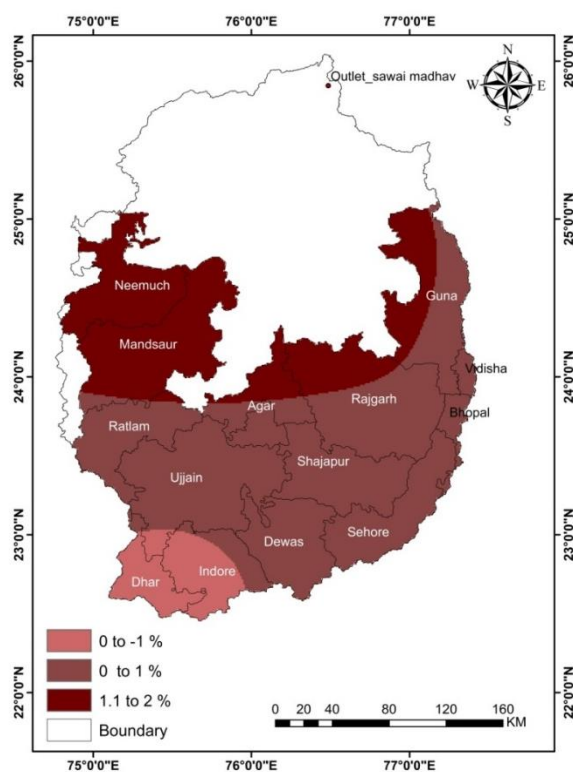 75°0'0"E 76°0'0"E 77°0'0"E
26°0'0"N 26°0'0"N
N
W E
S
Outlet_sawai madhav
25°0'0"N 25°0'0"N
Neemuch
Guna
Mandsaur
24°0'0"N 24°0'0"N
Vidisha
Rajgarh
Agar
Bhopal
Ratlam
Shajapur
Ujjain
23°0'0"N 23°0'0"N
Sehore
Dewas
Indore
Dhar
0 to -1 %
0 to 1 %
1.1 to 2 %
Boundary
22°0'0"N 22°0'0"N
0 20 40 80 120 160
KM
75°0'0"E 76°0'0"E 77°0'0"E